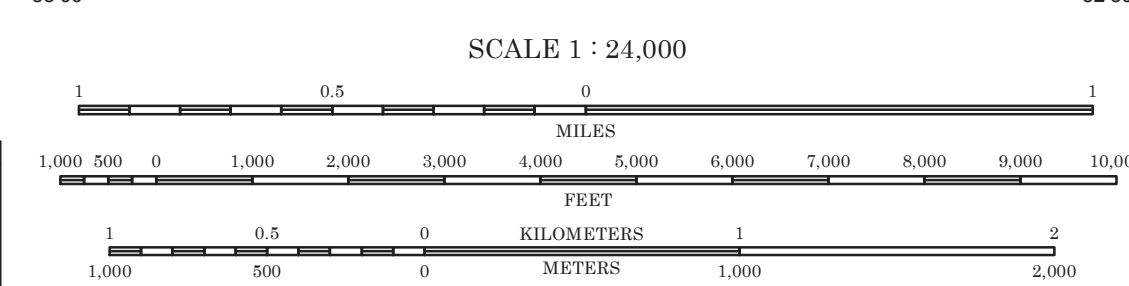 SCALE 1 : 24,000
1 0.5 0 1
MILES
1,000 500 0 1,000 2,000 3,000 4,000 5,000 6,000 7,000 8,000 9,000
FEET
1 0.5 0 KILOMETERS 1 2
1,000 500 0 METERS 1,000 2,000